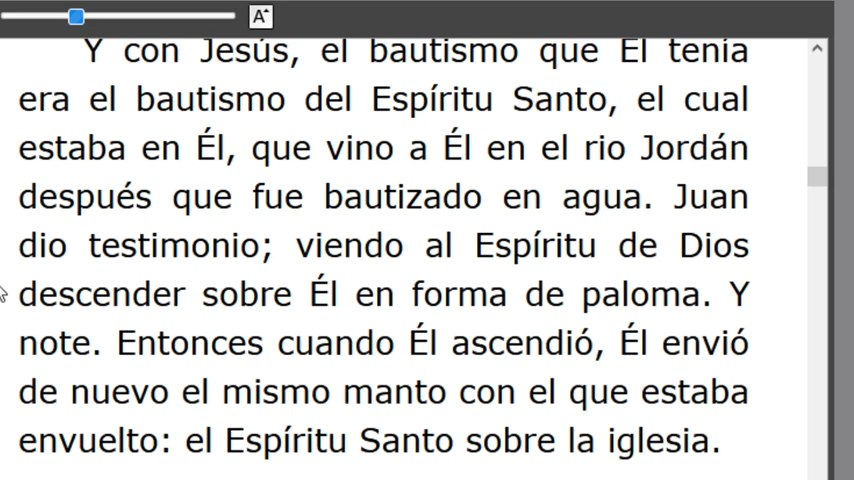 A
Y con Jesús, el bautismo que Él tenía
era el bautismo del Espíritu Santo, el cual
estaba en Él, que vino a Él en el rio Jordán
después que fue bautizado en agua. Juan
dio testimonio; viendo al Espíritu de Dios
descender sobre Él en forma de paloma. Y
note. Entonces cuando Él ascendió, Él envió
de nuevo el mismo manto con el que estaba
envuelto: el Espíritu Santo sobre la iglesia.